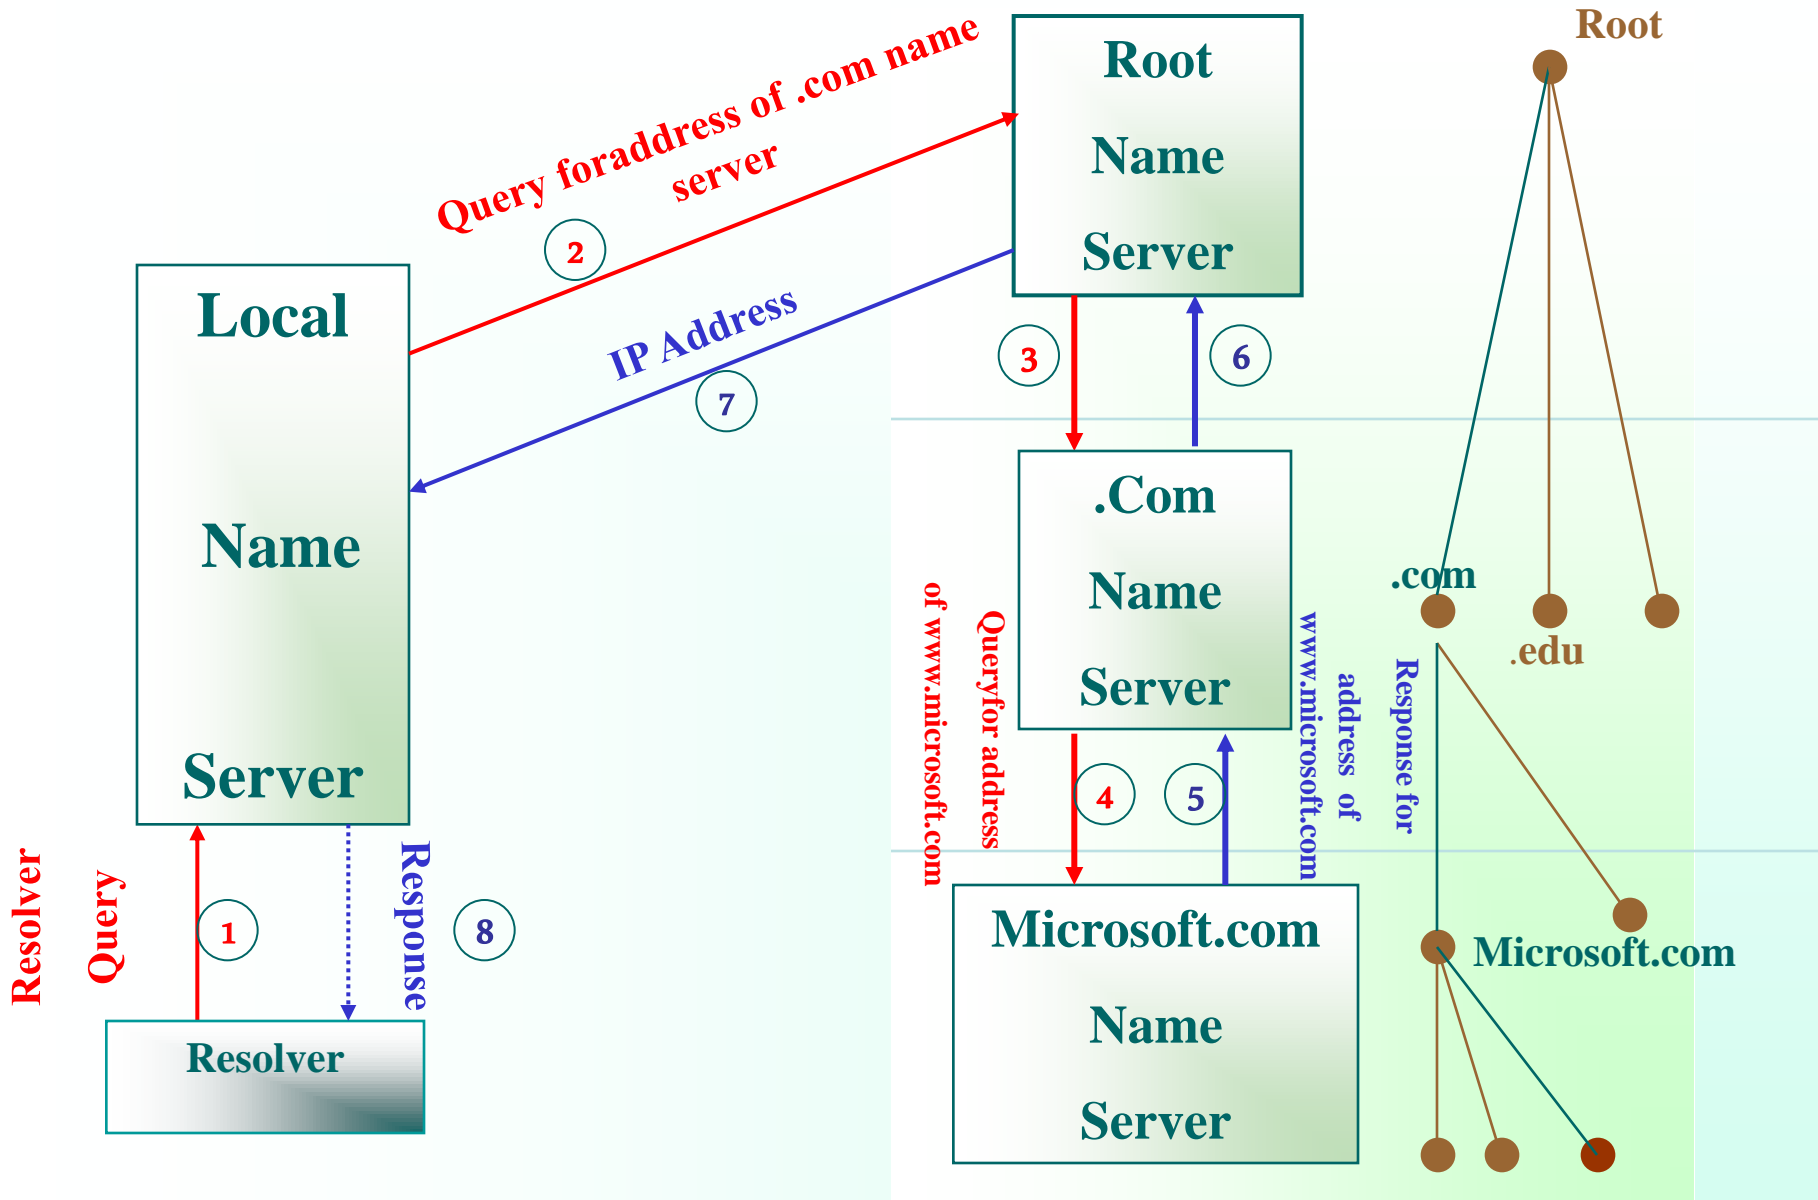 Query foraddress of .com name
server
2
IP Address
7
Local
Name
Server
Resolver
Query
1
Response
8
Resolver
Root
Name
Server
3
6
.Com
Name
Server
Queryfor address
of www.microsoft.com
4
5
Response for
address of
www.microsoft.com
Microsoft.com
Name
Server
Root
.com
.edu
Microsoft.com